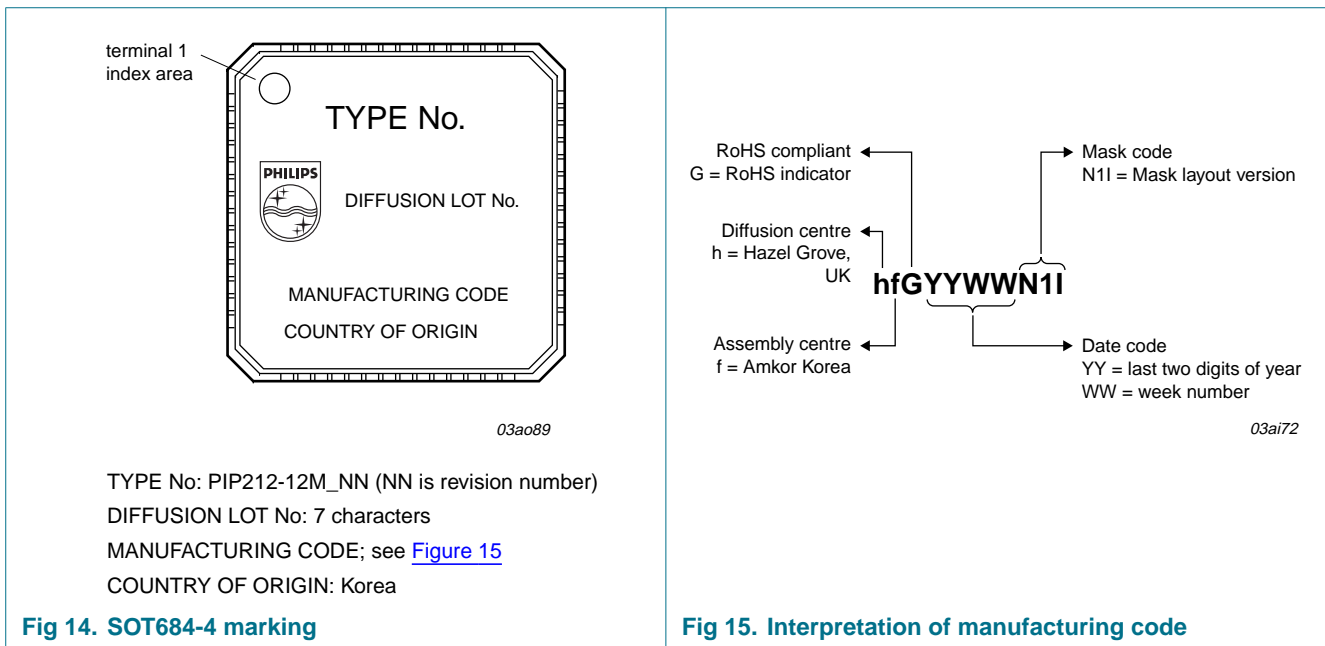 terminal 1
index area
TYPE No.
PHILIPS
DIFFUSION LOT No.
MANUFACTURING CODE
COUNTRY OF ORIGIN
03ao89
TYPE No: PIP212-12M_NN (NN is revision number)
DIFFUSION LOT No: 7 characters
MANUFACTURING CODE; see Figure 15
COUNTRY OF ORIGIN: Korea
Fig 14. SOT684-4 marking
RoHS compliant
G = RoHS indicator
Mask code
N1I = Mask layout version
Diffusion centre
h = Hazel Grove,
UK
hfGYYWWN1I
Assembly centre
f = Amkor Korea
Date code
YY = last two digits of year
WW = week number
03ai72
Fig 15. Interpretation of manufacturing code